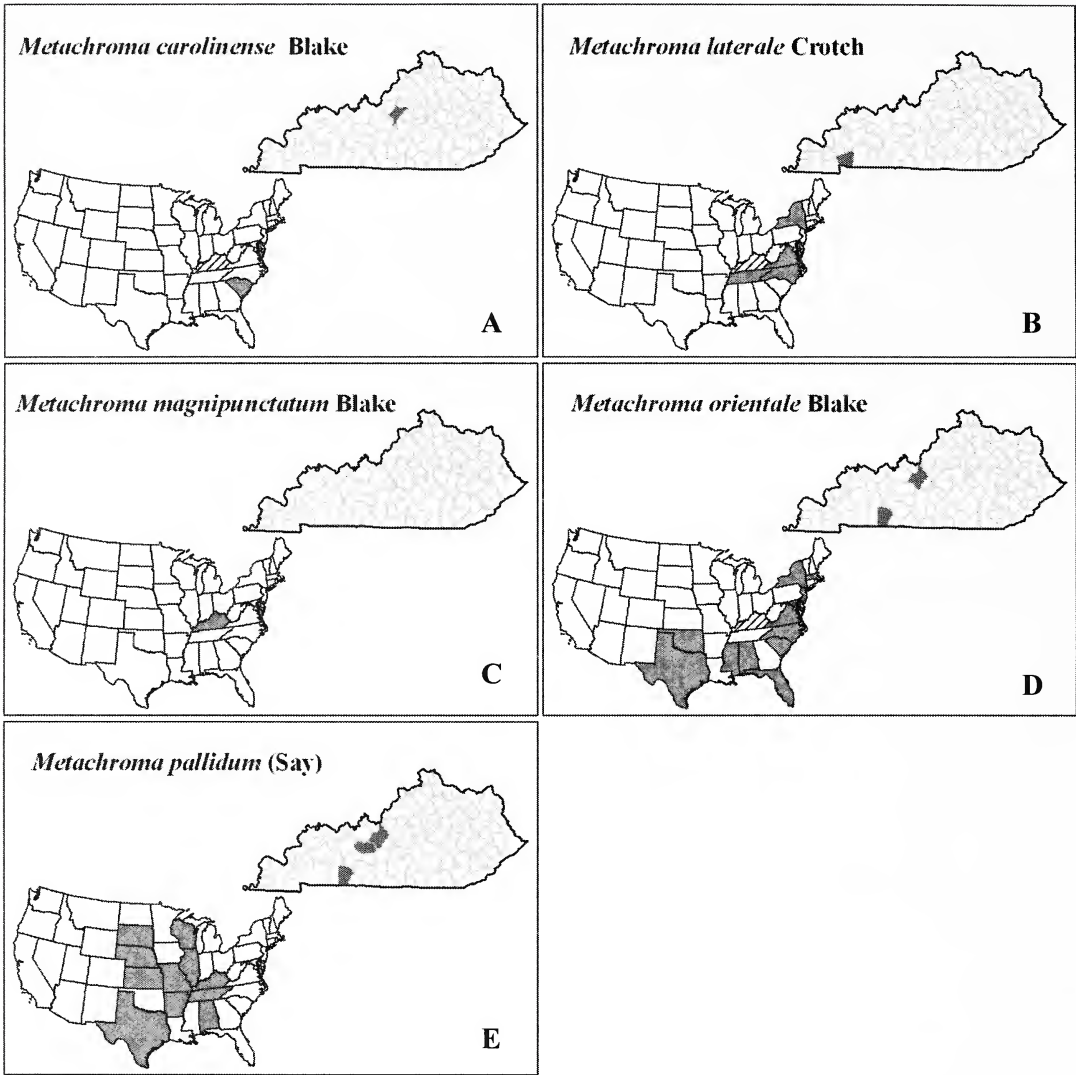 Metachroma carolinense Blake
A
Metachroma laterale Crotch
B
Metachroma magnipunctatum Blake
C
Metachroma orientale Blake
D
Metachroma pallidum (Say)
E